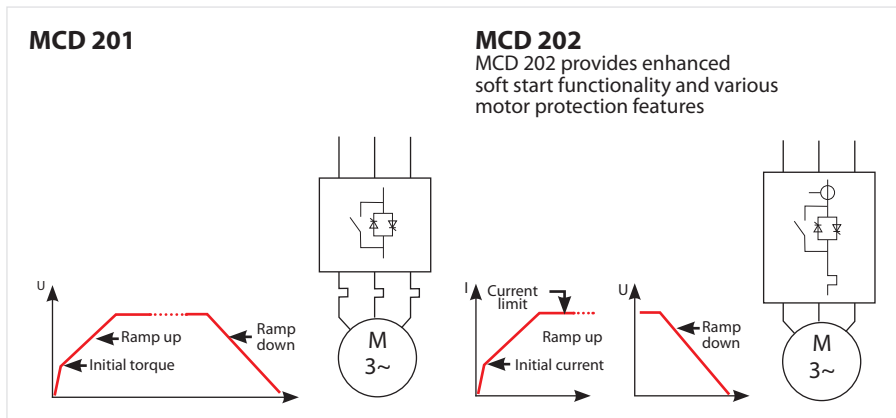 MCD 201
U
Ramp up
Initial torque
Ramp
down
M
3~
MCD 202
MCD 202 provides enhanced
soft start functionality and various
motor protection features
I
Current
limit
Ramp up
Initial current
U
Ramp
down
M
3~